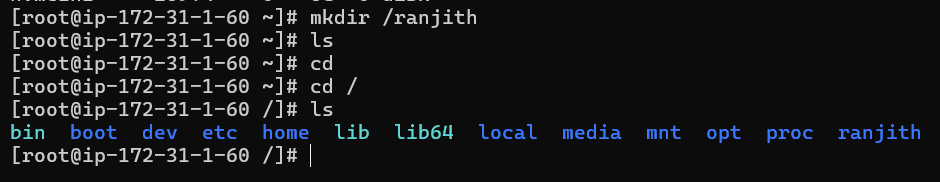 [root@ip-172-31-1-60 ~]# mkdir /ranjith
[root@ip-172-31-1-60 ~]# ls
[root@ip-172-31-1-60 ~]# cd
[root@ip-172-31-1-60 ~]# cd /
[root@ip-172-31-1-60 /]# ls
bin  boot  dev  etc  home  lib  lib64  local  media  mnt  opt  proc  ranjith
[root@ip-172-31-1-60 /]#